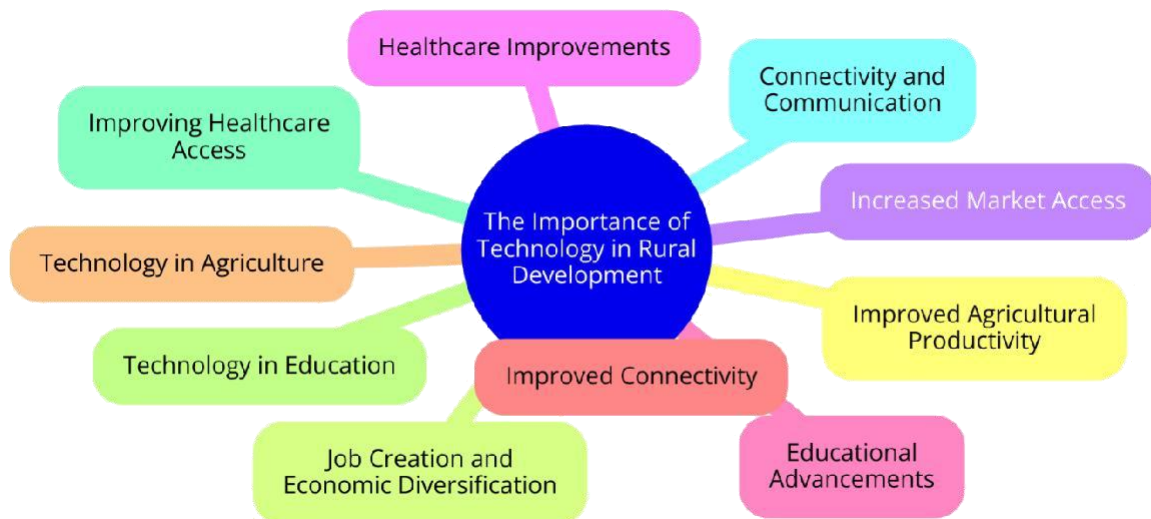 Healthcare Improvements
Connectivity and
Communication
Improving Healthcare
Access
Increased Market Access
The Importance of
Technology in Rural
Development
Technology in Agriculture
Improved Agricultural
Productivity
Technology in Education
Improved Connectivity
Job Creation and
Economic Diversification
Educational
Advancements